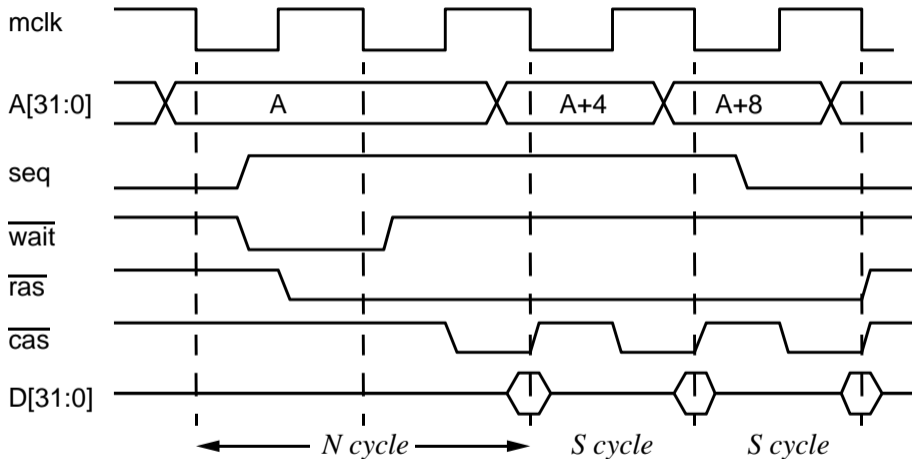 mclk
A[31:0] A A+4 A+8
seq
wait
ras
cas
D[31:0]
N cycle S cycle S cycle